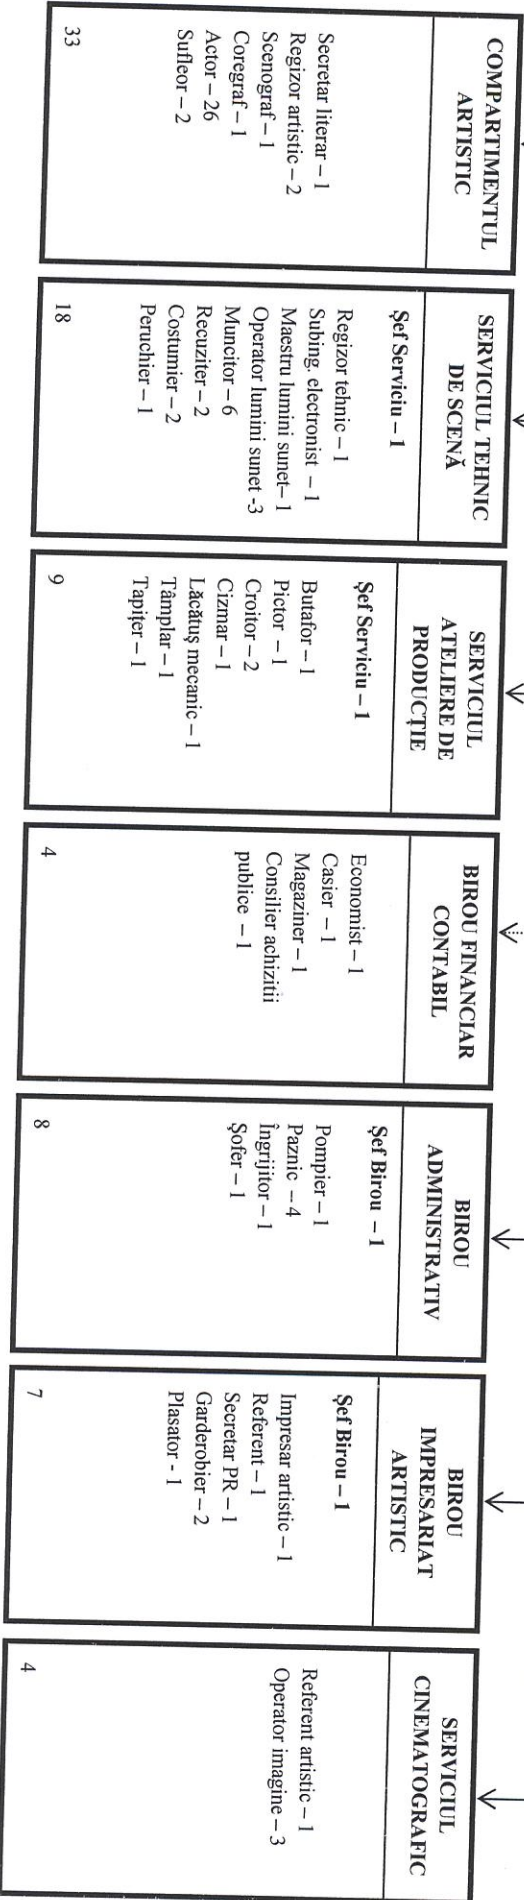 COMPARTIMENTUL
ARTISTIC
Secretar literar – 1
Regizor artistic – 2
Scenograf – 1
Coregraf – 1
Actor – 26
Sufleor – 2
33
SERVICIUL TEHNIC
DE SCENĂ
Şef Serviciu – 1
Regizor tehnic – 1
Subing. electronist – 1
Maestru lumini sunet– 1
Operator lumini sunet -3
Muncitor – 6
Recuziter – 2
Costumier – 2
Peruchier – 1
18
SERVICIUL
ATELIERE DE
PRODUCŢIE
Şef Serviciu – 1
Butafor – 1
Pictor – 1
Croitor – 2
Cizmar – 1
Lăcătuş mecanic – 1
Tâmplar – 1
Tapiţer – 1
9
BIROU FINANCIAR
CONTABIL
Economist – 1
Casier – 1
Magaziner – 1
Consilier achizitii
publice – 1
4
BIROU
ADMINISTRATIV
Şef Birou – 1
Pompier – 1
Paznic – 4
Îngrijitor – 1
Şofer – 1
8
BIROU
IMPRESARIAT
ARTISTIC
Şef Birou – 1
Impresar artistic – 1
Referent – 1
Secretar PR – 1
Garderobier – 2
Plasator - 1
7
SERVICIUL
CINEMATOGRAFIC
Referent artistic – 1
Operator imagine – 3
4